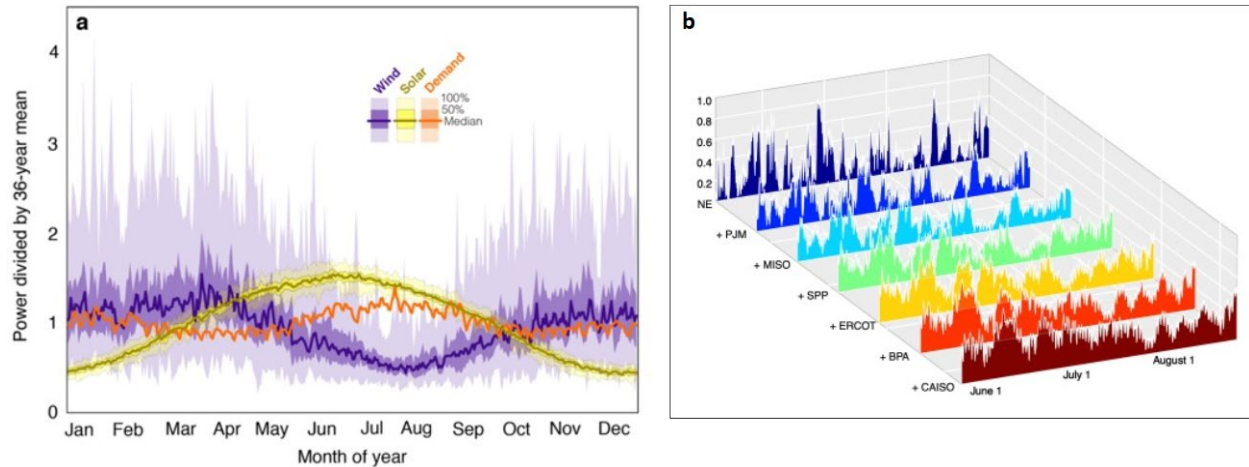 a
4
3
2
1
0
Power divided by 36-year mean
Wind
Solar
Demand
100%
50%
Median
Jan Feb Mar Apr May Jun Jul Aug Sep Oct Nov Dec
Month of year
b
1.0
0.8
0.6
0.4
0.2
NE
+ PJM
+ MISO
+ SPP
+ ERCOT
+ BPA
+ CAISO
June 1
July 1
August 1